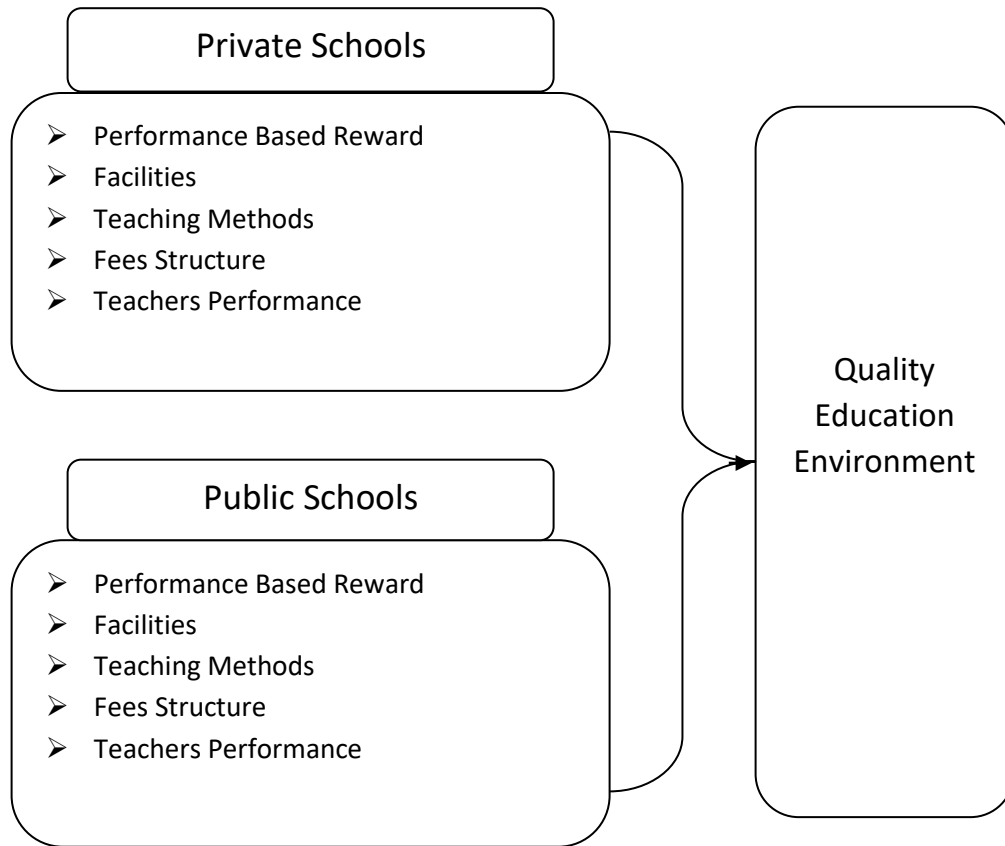 Private Schools
Performance Based Reward
Facilities
Teaching Methods
Fees Structure
Teachers Performance
Quality
Education
Environment
Public Schools
Performance Based Reward
Facilities
Teaching Methods
Fees Structure
Teachers Performance